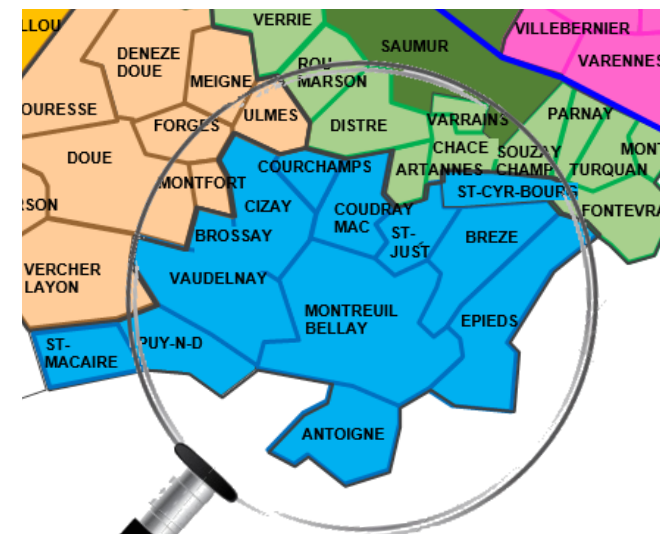 LLOU
VERRIE
VILLEBERNIER
SAUMUR
DENEZE
DOUE
ROU
MARSON
VARENNES
MEIGNE
OURESSE
ULMES
FORGES
DISTRE
VARRAINS
PARNAY
DOUE
CHACE
SOUZAY
CHAMP
MONT
COURCHAMPS
ARTANNES
TURQUAN
MONTFORT
ST-CYR-BOURG
RSON
CIZAY
COUDRAY
MAC
FONTEVRA
BROSSAY
ST-
JUST
BREZE
VERCHER
LAYON
VAUDELNAY
MONTREUIL
BELLAY
EPIEDS
ST-
MACAIRE
PUY-N-D
ANTOIGNE